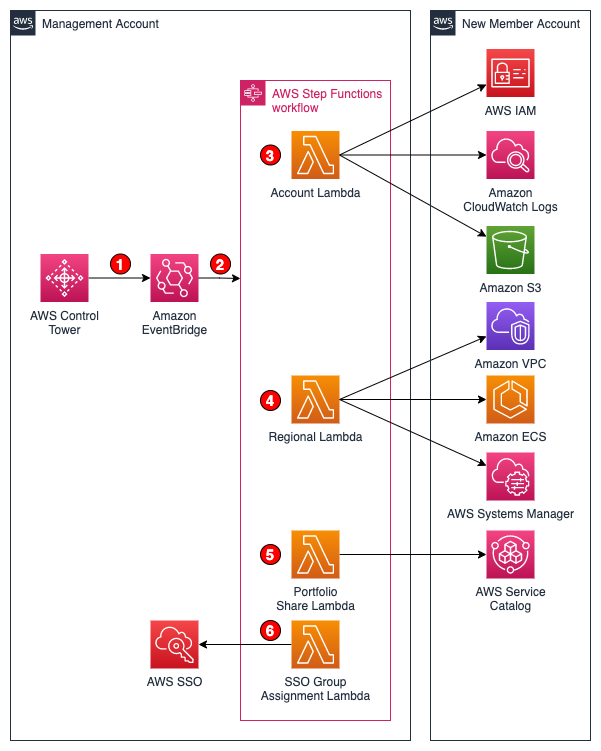 aws
Management Account
aws
New Member Account
AWS Step Functions
workflow
AWS IAM
3
Account Lambda
Amazon
CloudWatch Logs
Amazon S3
1
2
AWS Control
Tower
Amazon
EventBridge
Amazon VPC
4
Regional Lambda
Amazon ECS
AWS Systems Manager
5
Portfolio
Share Lambda
AWS Service
Catalog
6
AWS SSO
SSO Group
Assignment Lambda